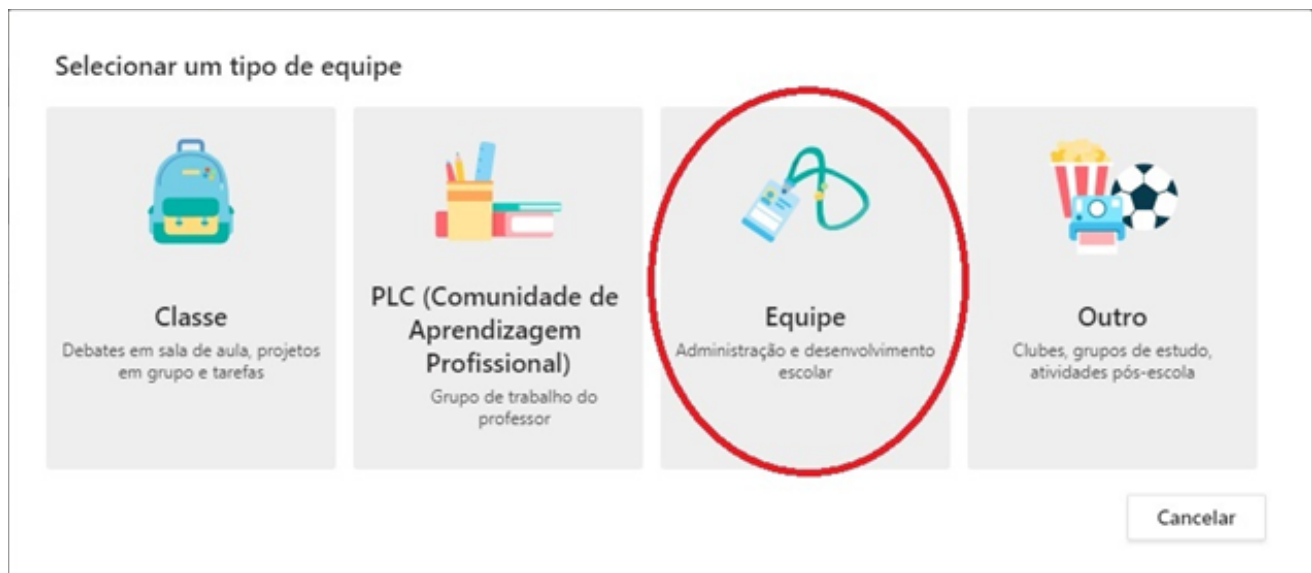 Selecionar um tipo de equipe
Classe
Debates em sala de aula, projetos
em grupo e tarefas
PLC (Comunidade de
Aprendizagem
Profissional)
Grupo de trabalho do
professor
Equipe
Administração e desenvolvimento
escolar
Outro
Clubes, grupos de estudo,
atividades pós-escola
Cancelar